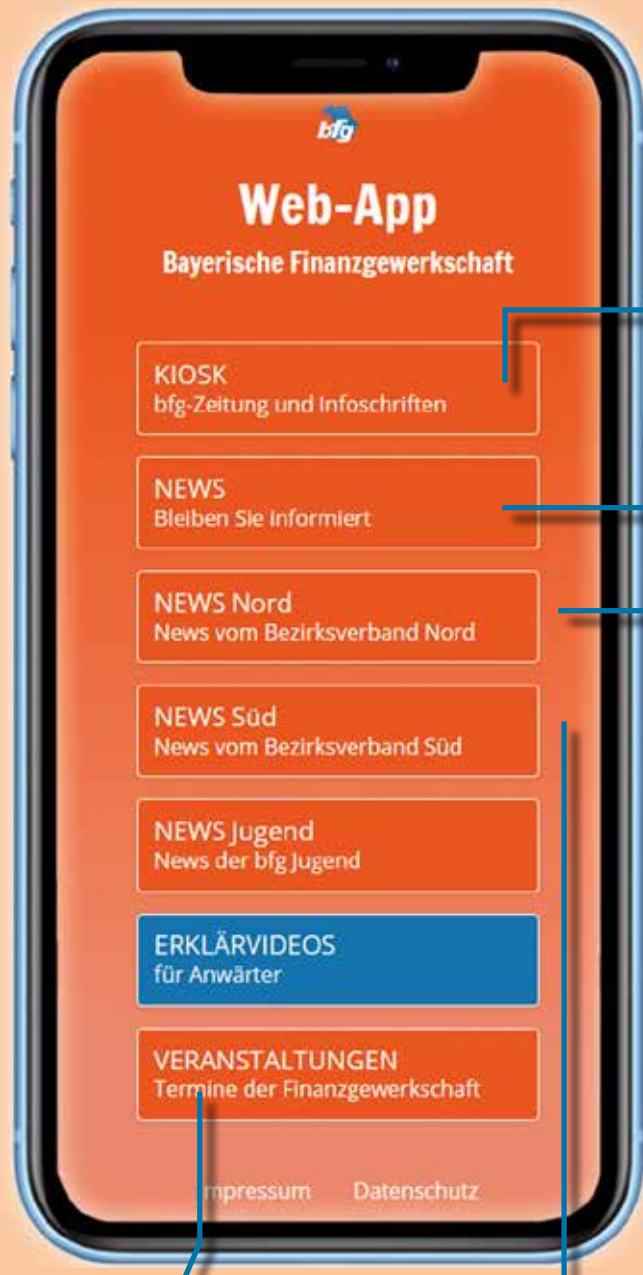 bfg
Web-App
Bayerische Finanzgewerkschaft
KIOSK
bfg-Zeitung und Infoschriften
NEWS
Bleiben Sie informiert
NEWS Nord
News vom Bezirksverband Nord
NEWS Süd
News vom Bezirksverband Süd
NEWS Jugend
News der bfg Jugend
ERKLÄRVIDEOS
für Anwärter
VERANSTALTUNGEN
Termine der Finanzgewerkschaft
Impressum Datenschutz